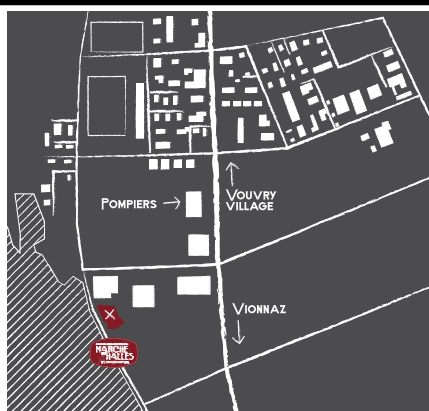 POMPIERS
VOUVRY
VILLAGE
VIONNAZ
MARCHÉ
HALLES